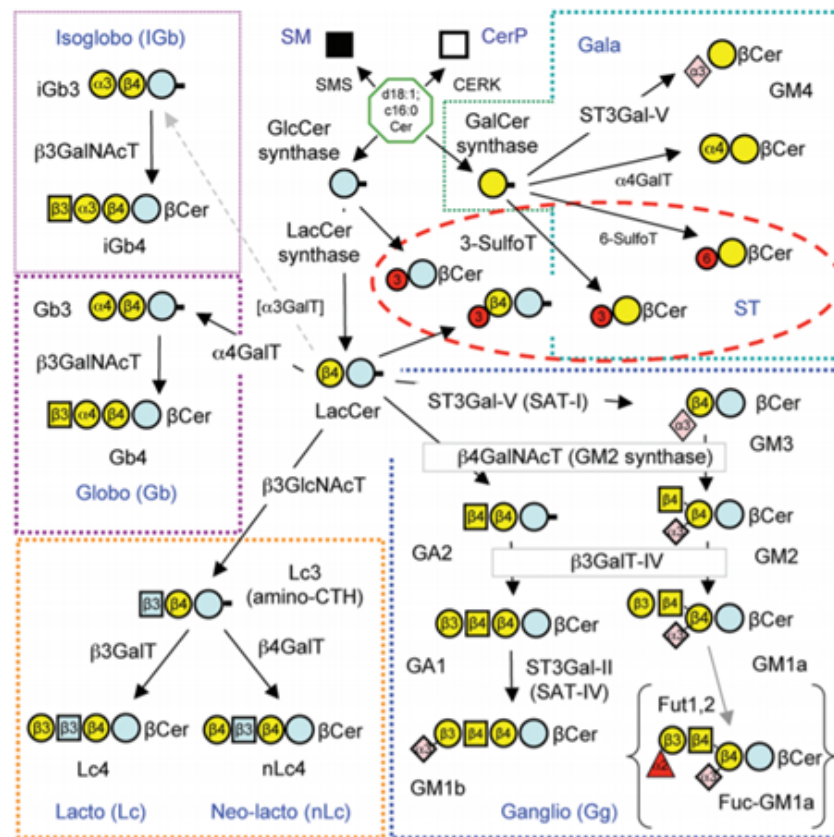 Isoglobo (IGb)
iGb3
α3
β4
β3GalNAcT
β3
α3
β4
βCer
iGb4
SM
CerP
SMS
CERK
d18:1;
c16:0
Cer
GlcCer
synthase
GalCer
synthase
LacCer
synthase
[α3GalT]
Gala
α3
βCer
GM4
ST3Gal-V
α4
βCer
α4GalT
3-SulfoT
6-SulfoT
3
βCer
6
βCer
3
β4
3
βCer
ST
Gb3
α4
β4
α4GalT
β3GalNAcT
β3
α4
β4
βCer
Gb4
Globo (Gb)
β4
LacCer
ST3Gal-V (SAT-I)
β4
βCer
α3
GM3
β4GalNAcT (GM2 synthase)
β3GlcNAcT
β4
β4
GA2
β4
β4
βCer
α3
GM2
β3GalT-IV
Lc3
(amino-CTH)
β3
β4
β3GalT
β4GalT
β3
β3
β4
βCer
Lc4
β4
β3
β4
βCer
nLc4
Lacto (Lc)
Neo-lacto (nLc)
β3
β4
β4
βCer
GA1
β3
β4
β4
βCer
α3
GM1a
ST3Gal-II
(SAT-IV)
α3
β3
β4
β4
βCer
GM1b
Fut1,2
β3
β4
α2
β4
βCer
α3
Fuc-GM1a
Ganglio (Gg)